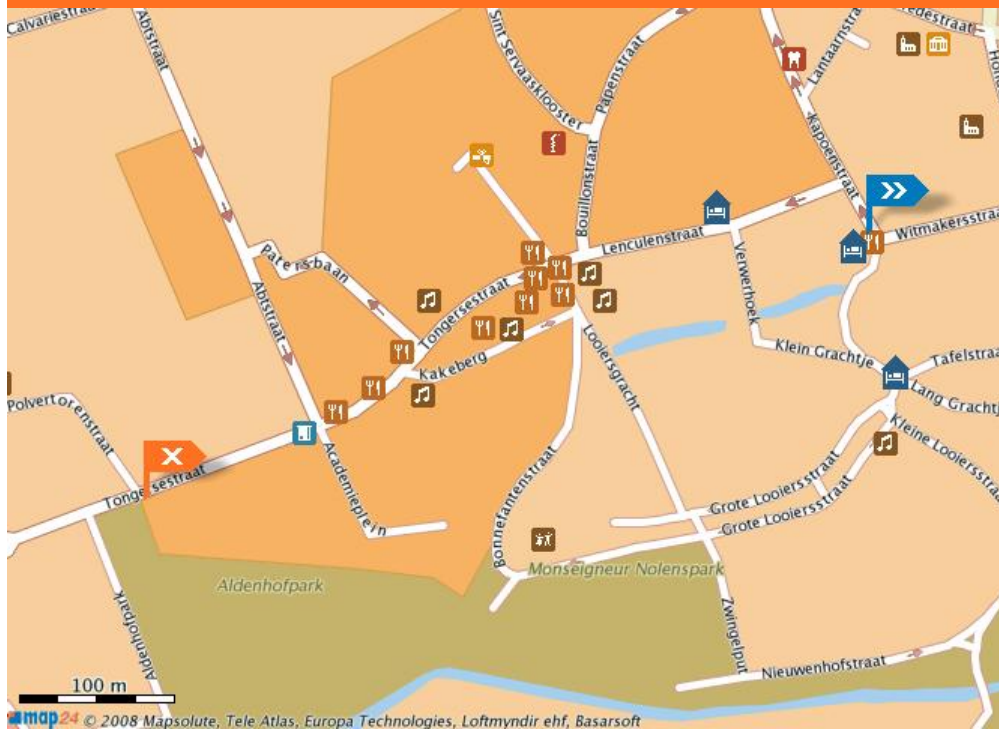 Calvariestraat
Abtstraat
Sint Servaasklooster
Papenstraat
Lantaarnstraat
Kapoenstraat
Bouillonstraat
Lenculenstraat
Witmakersstraat
Verwerhoek
Patersbaan
Abtstraat
Tongersestraat
Kakeberg
Looiersgracht
Klein Grachtje
Tafelstraat
Lang Grachtje
Polvertorenstraat
Kleine Looiersstraat
Tongersestraat
Academieplein
Bonnefantenstraat
Grote Looiersstraat
Grote Looiersstraat
Aldenhofpark
Monseigneur Nolenspark
Aldenhofpark
Zwingelput
Nieuwenhofstraat
100 m
map24 © 2008 Mapsolute, Tele Atlas, Europa Technologies, Loftmyndir ehf, Basarsoft